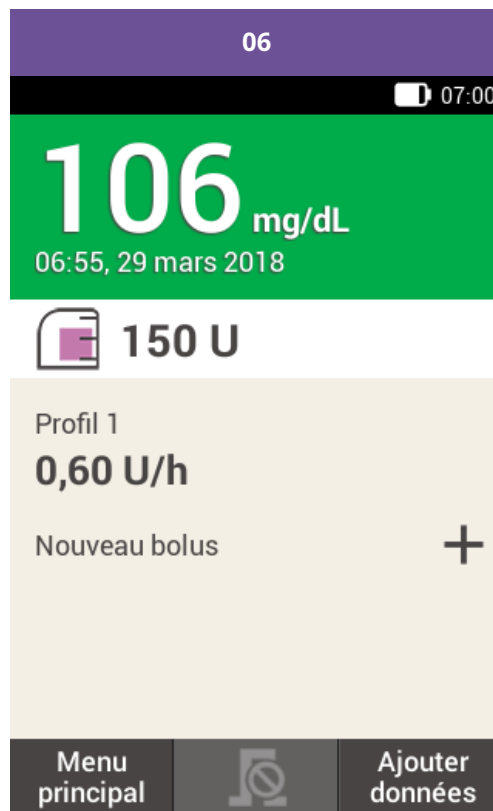 06
07:00
106 mg/dL
06:55, 29 mars 2018
150 U
Profil 1
0,60 U/h
Nouveau bolus
Menu principal
Ajouter données